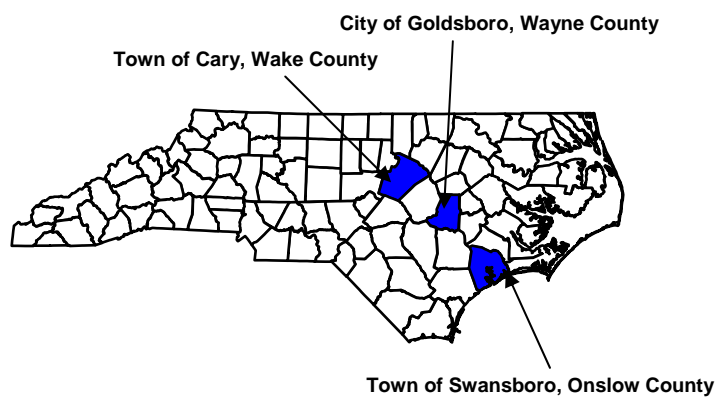 City of Goldsboro, Wayne County
Town of Cary, Wake County
Town of Swansboro, Onslow County